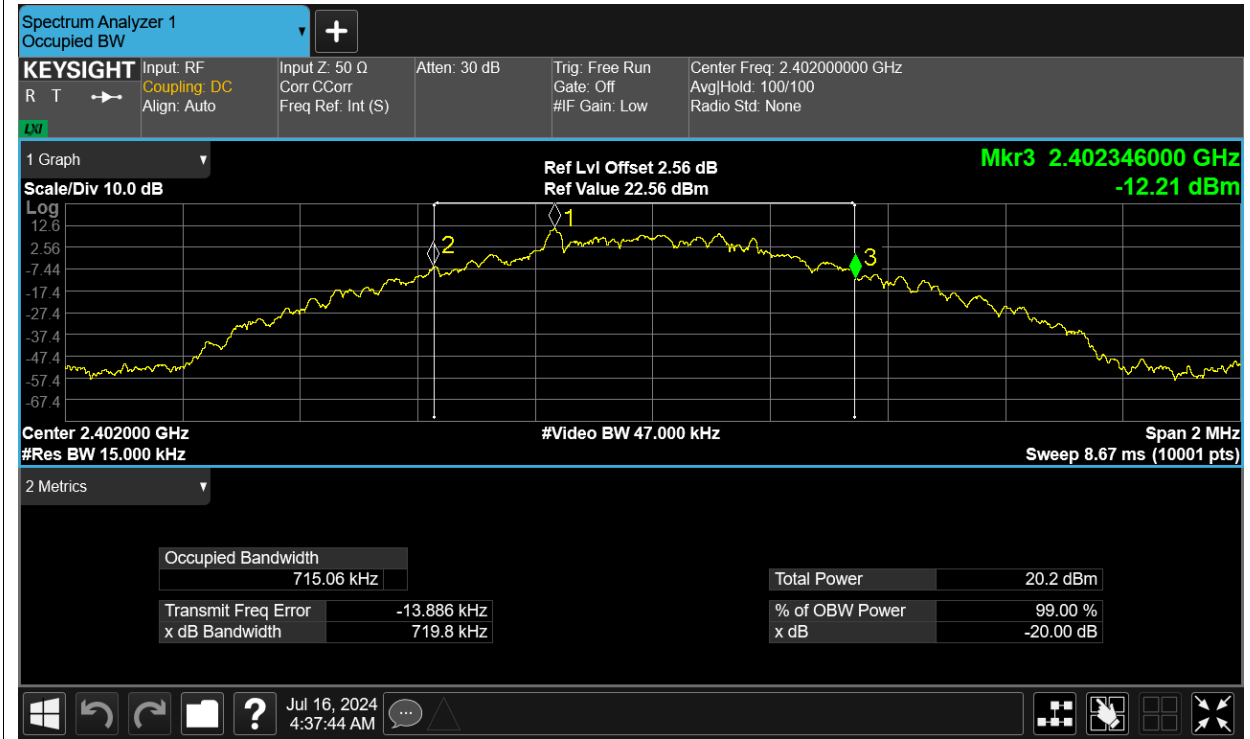 Spectrum Analyzer 1
Occupied BW
KEYSIGHT
R T
LXI
Input: RF
Coupling: DC
Align: Auto
Input Z: 50 Ω
Corr CCorr
Freq Ref: Int (S)
Atten: 30 dB
Trig: Free Run
Gate: Off
#IF Gain: Low
Center Freq: 2.402000000 GHz
Avg|Hold: 100/100
Radio Std: None
1 Graph
Scale/Div 10.0 dB
Ref Lvl Offset 2.56 dB
Ref Value 22.56 dBm
Mkr3 2.402346000 GHz
-12.21 dBm
Log
12.6
2.56
-7.44
-17.4
-27.4
-37.4
-47.4
-57.4
-67.4
1
2
3
Center 2.402000 GHz
#Video BW 47.000 kHz
Span 2 MHz
#Res BW 15.000 kHz
Sweep 8.67 ms (10001 pts)
2 Metrics
Occupied Bandwidth
715.06 kHz
Total Power 20.2 dBm
Transmit Freq Error -13.886 kHz
% of OBW Power 99.00 %
x dB Bandwidth 719.8 kHz
x dB -20.00 dB
?
Jul 16, 2024
4:37:44 AM